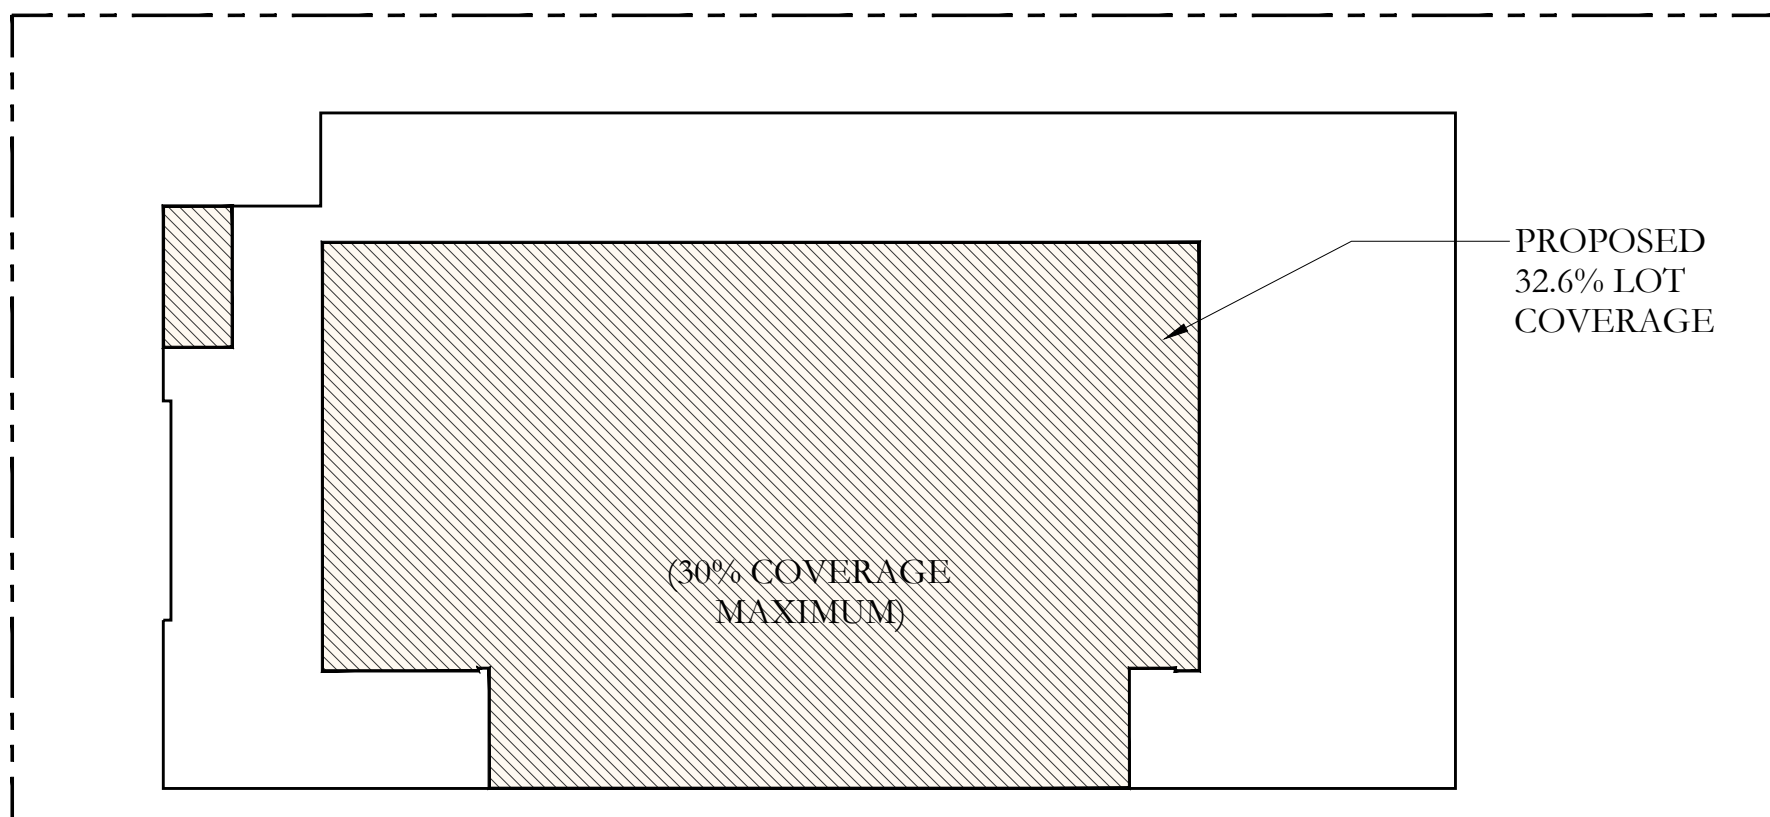 PROPOSED
32.6% LOT
COVERAGE
(30% COVERAGE
MAXIMUM)